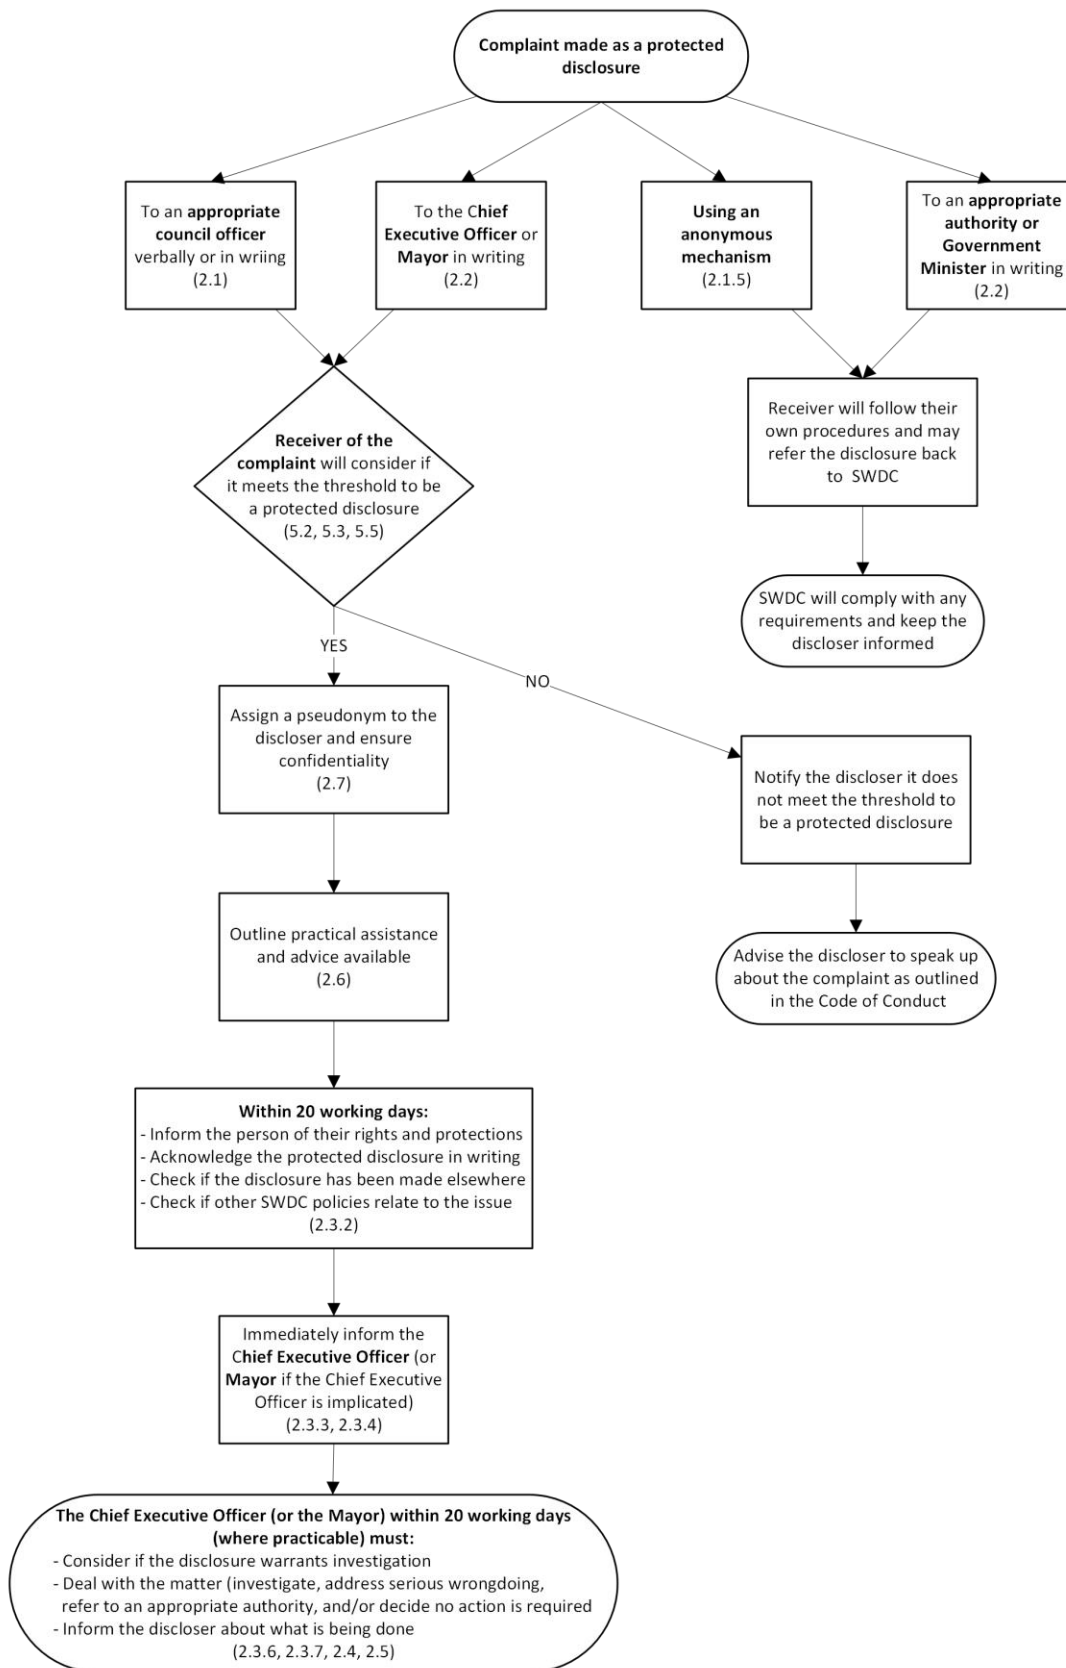 Complaint made as a protected
disclosure
To an appropriate
council officer
verbally or in wriing
(2.1)
To the Chief
Executive Officer or
Mayor in writing
(2.2)
Using an
anonymous
mechanism
(2.1.5)
To an appropriate
authority or
Government
Minister in writing
(2.2)
Receiver of the
complaint will consider if
it meets the threshold to be
a protected disclosure
(5.2, 5.3, 5.5)
Receiver will follow their
own procedures and may
refer the disclosure back
to SWDC
SWDC will comply with any
requirements and keep the
discloser informed
YES
NO
Assign a pseudonym to the
discloser and ensure
confidentiality
(2.7)
Notify the discloser it does
not meet the threshold to
be a protected disclosure
Outline practical assistance
and advice available
(2.6)
Advise the discloser to speak up
about the complaint as outlined
in the Code of Conduct
Within 20 working days:
- Inform the person of their rights and protections
- Acknowledge the protected disclosure in writing
- Check if the disclosure has been made elsewhere
- Check if other SWDC policies relate to the issue
(2.3.2)
Immediately inform the
Chief Executive Officer (or
Mayor if the Chief Executive
Officer is implicated)
(2.3.3, 2.3.4)
The Chief Executive Officer (or the Mayor) within 20 working days
(where practicable) must:
- Consider if the disclosure warrants investigation
- Deal with the matter (investigate, address serious wrongdoing,
refer to an appropriate authority, and/or decide no action is required
- Inform the discloser about what is being done
(2.3.6, 2.3.7, 2.4, 2.5)